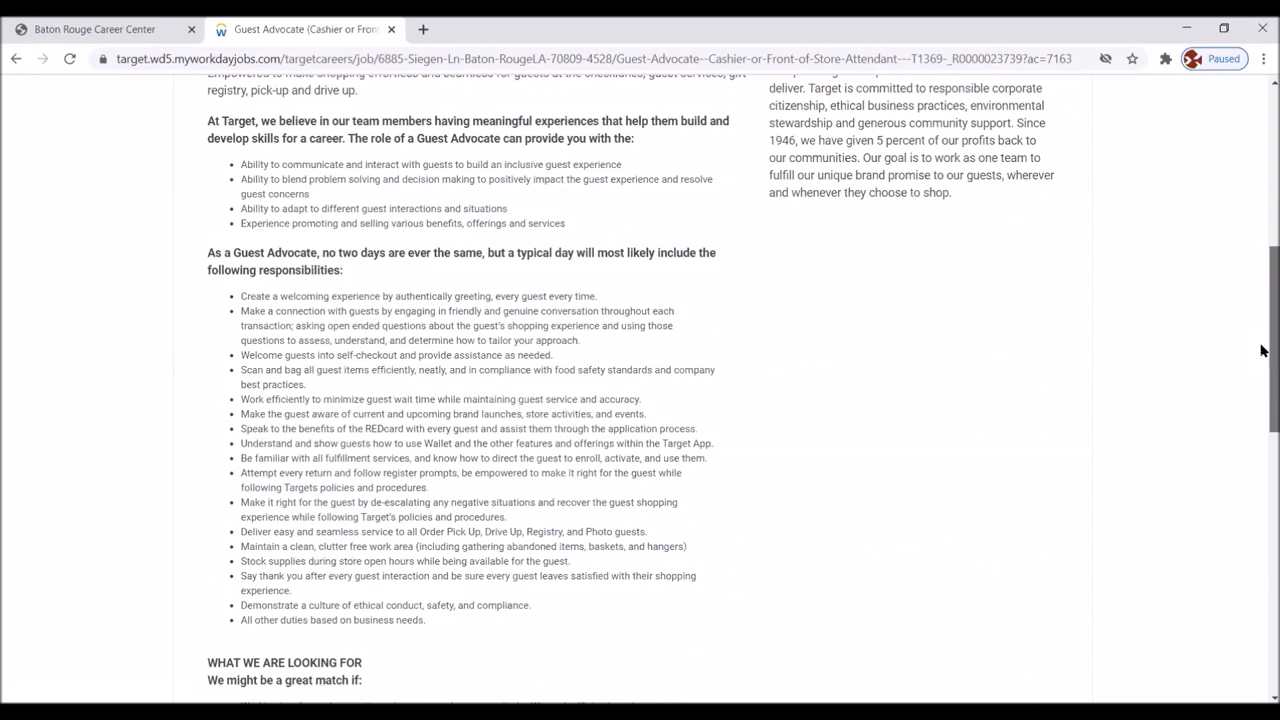 Baton Rouge Career Center
Guest Advocate (Cashier or Front
target.wd5.myworkdayjobs.com/targetcareers/job/6885-Siegen-Ln-Baton-RougeLA-70809-4528/Guest-Advocate--Cashier-or-Front-of-Store-Attendant---T1369-_R0000023739?ac=7163
Paused
Empowered to make shopping effortless and seamless for guests at the checklanes, guest services, gift
registry, pick-up and drive up.
At Target, we believe in our team members having meaningful experiences that help them build and
develop skills for a career. The role of a Guest Advocate can provide you with the:
• Ability to communicate and interact with guests to build an inclusive guest experience
• Ability to blend problem solving and decision making to positively impact the guest experience and resolve
guest concerns
• Ability to adapt to different guest interactions and situations
• Experience promoting and selling various benefits, offerings and services
As a Guest Advocate, no two days are ever the same, but a typical day will most likely include the
following responsibilities:
• Create a welcoming experience by authentically greeting, every guest every time.
• Make a connection with guests by engaging in friendly and genuine conversation throughout each
transaction; asking open ended questions about the guest's shopping experience and using those
questions to assess, understand, and determine how to tailor your approach.
• Welcome guests into self-checkout and provide assistance as needed.
• Scan and bag all guest items efficiently, neatly, and in compliance with food safety standards and company
best practices.
• Work efficiently to minimize guest wait time while maintaining guest service and accuracy.
• Make the guest aware of current and upcoming brand launches, store activities, and events.
• Speak to the benefits of the REDcard with every guest and assist them through the application process.
• Understand and show guests how to use Wallet and the other features and offerings within the Target App.
• Be familiar with all fulfillment services, and know how to direct the guest to enroll, activate, and use them.
• Attempt every return and follow register prompts, be empowered to make it right for the guest while
following Targets policies and procedures.
• Make it right for the guest by de-escalating any negative situations and recover the guest shopping
experience while following Target's policies and procedures.
• Deliver easy and seamless service to all Order Pick Up, Drive Up, Registry, and Photo guests.
• Maintain a clean, clutter free work area (including gathering abandoned items, baskets, and hangers)
• Stock supplies during store open hours while being available for the guest.
• Say thank you after every guest interaction and be sure every guest leaves satisfied with their shopping
experience.
• Demonstrate a culture of ethical conduct, safety, and compliance.
• All other duties based on business needs.
WHAT WE ARE LOOKING FOR
We might be a great match if:
deliver. Target is committed to responsible corporate
citizenship, ethical business practices, environmental
stewardship and generous community support. Since
1946, we have given 5 percent of our profits back to
our communities. Our goal is to work as one team to
fulfill our unique brand promise to our guests, wherever
and whenever they choose to shop.